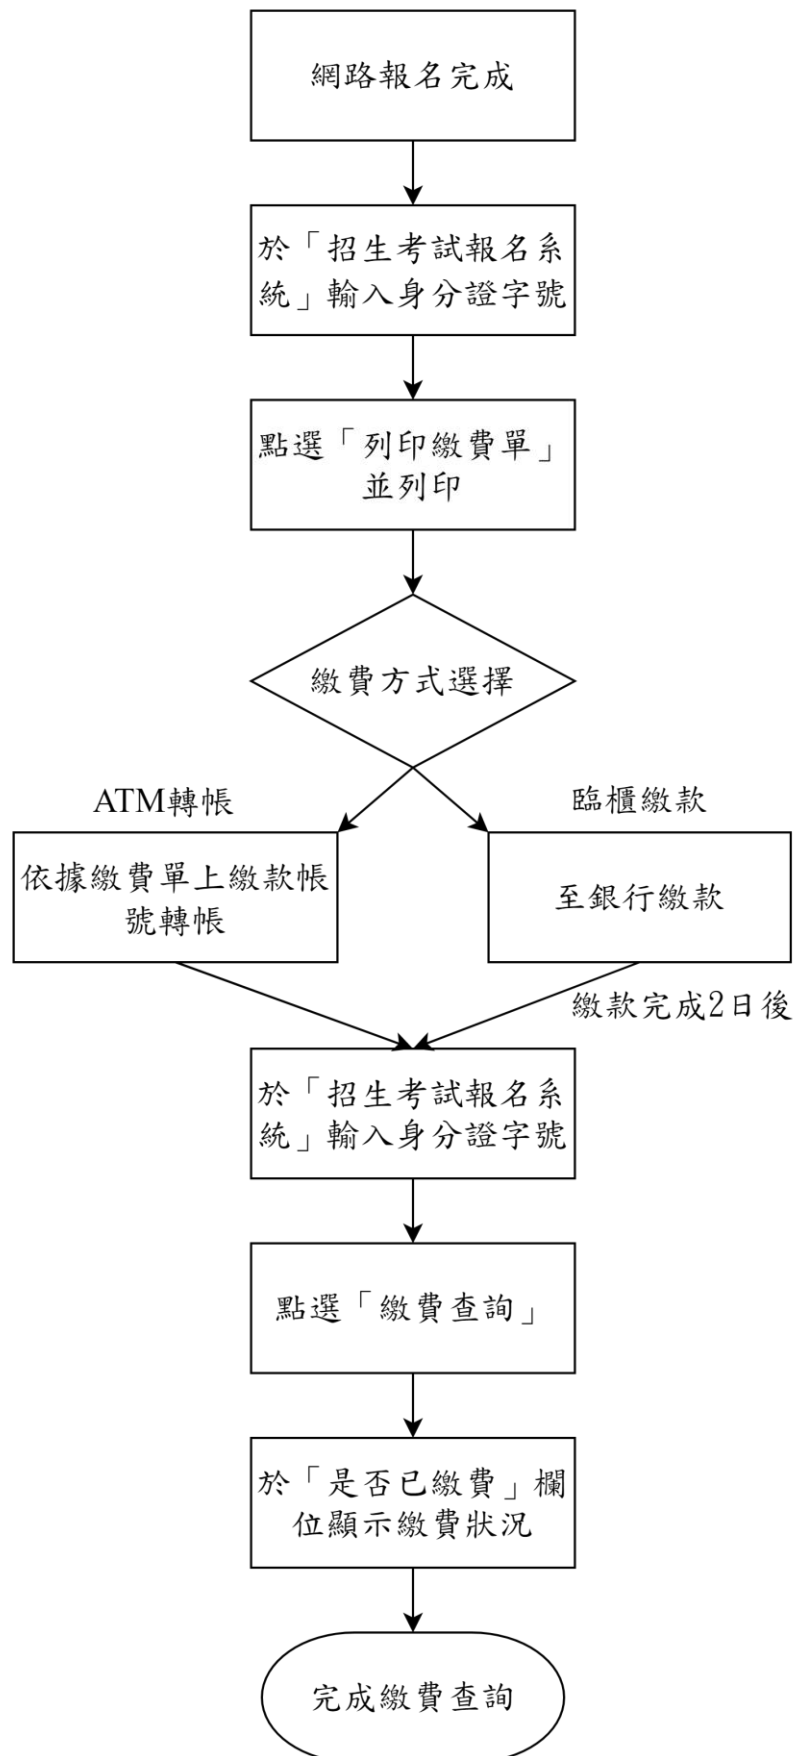 網路報名完成
於「招生考試報名系
統」輸入身分證字號
點選「列印繳費單」
並列印
繳費方式選擇
ATM轉帳
臨櫃繳款
依據繳費單上繳款帳
號轉帳
至銀行繳款
繳款完成2日後
於「招生考試報名系
統」輸入身分證字號
點選「繳費查詢」
於「是否已繳費」欄
位顯示繳費狀況
完成繳費查詢